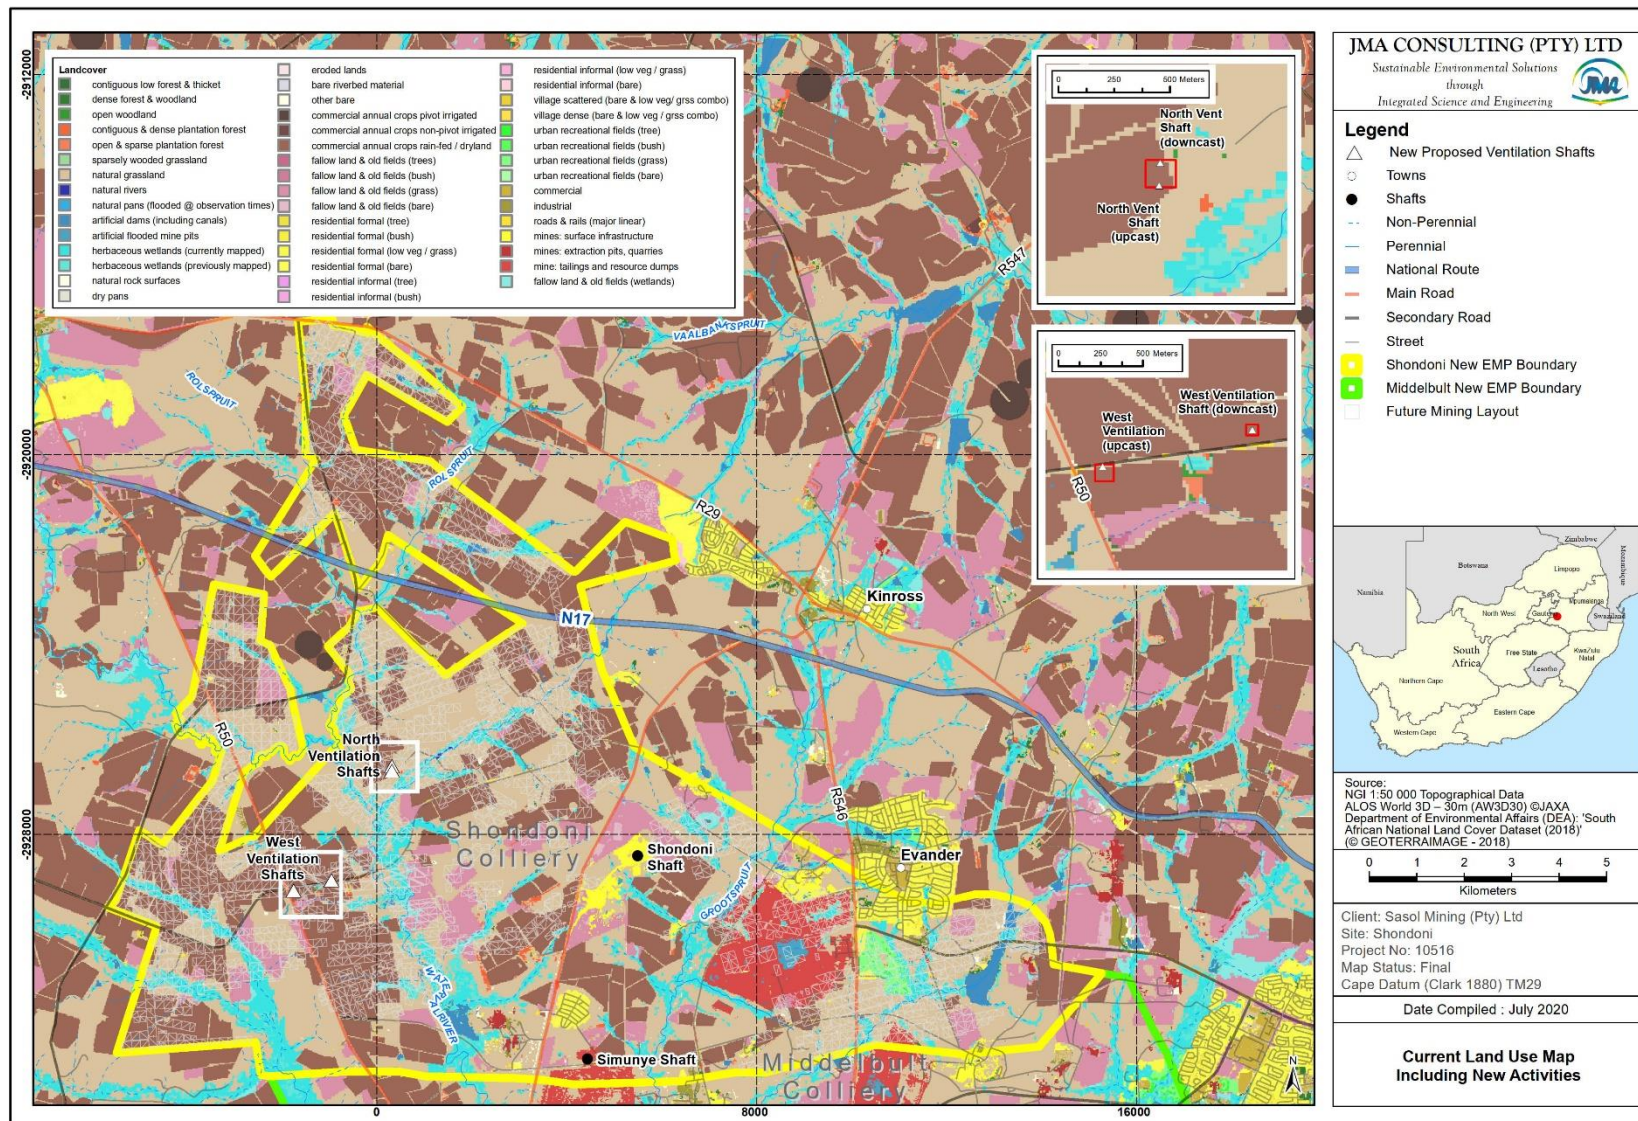 Landcover
contiguous low forest & thicket
dense forest & woodland
open woodland
contiguous & dense plantation forest
open & sparse plantation forest
sparsely wooded grassland
natural grassland
natural rivers
natural pans (flooded @ observation times)
artificial dams (including canals)
artificial flooded mine pits
herbaceous wetlands (currently mapped)
herbaceous wetlands (previously mapped)
natural rock surfaces
dry pans
eroded lands
bare riverbed material
other bare
commercial annual crops pivot irrigated
commercial annual crops non-pivot irrigated
commercial annual crops rain-fed / dryland
fallow land & old fields (trees)
fallow land & old fields (bush)
fallow land & old fields (grass)
fallow land & old fields (bare)
residential formal (tree)
residential formal (bush)
residential formal (low veg / grass)
residential formal (bare)
residential informal (tree)
residential informal (bush)
residential informal (low veg / grass)
residential informal (bare)
village scattered (bare & low veg/ grss combo)
village dense (bare & low veg / grss combo)
urban recreational fields (tree)
urban recreational fields (bush)
urban recreational fields (grass)
urban recreational fields (bare)
commercial
industrial
roads & rails (major linear)
mines: surface infrastructure
mines: extraction pits, quarries
mine: tailings and resource dumps
fallow land & old fields (wetlands)
0 250 500 Meters
North Vent
Shaft
(downcast)
North Vent
Shaft
(upcast)
0 250 500 Meters
West Ventilation
Shaft (downcast)
West
Ventilation
(upcast)
R50
-2912000
-2920000
-2928000
0
8000
16000
ROLSPRUIT
ROLSPRUIT
VAALBANKSPRUIT
R547
R29
N17
Kinross
R50
North
Ventilation
Shafts
R546
Shondoni
Colliery
Shondoni
Shaft
West
Ventilation
Shafts
Evander
GROOTSPRUIT
WATERVALRIVIER
Simunye Shaft
Middelbult
Colliery
N
JMA CONSULTING (PTY) LTD
Sustainable Environmental Solutions
through
Integrated Science and Engineering
JMA
Legend
New Proposed Ventilation Shafts
Towns
Shafts
Non-Perennial
Perennial
National Route
Main Road
Secondary Road
Street
Shondoni New EMP Boundary
Middelbult New EMP Boundary
Future Mining Layout
Zimbabwe
Botswana
Mozambique
Limpopo
Namibia
North West
Gauteng
Mpumalanga
Swaziland
South
Africa
Free State
KwaZulu
Natal
Lesotho
Northern Cape
Eastern Cape
Western Cape
Source:
NGI 1:50 000 Topographical Data
ALOS World 3D – 30m (AW3D30) ©JAXA
Department of Environmental Affairs (DEA): 'South
African National Land Cover Dataset (2018)'
(© GEOTERRAIMAGE - 2018)
0 1 2 3 4 5
Kilometers
Client: Sasol Mining (Pty) Ltd
Site: Shondoni
Project No: 10516
Map Status: Final
Cape Datum (Clark 1880) TM29
Date Compiled : July 2020
Current Land Use Map
Including New Activities